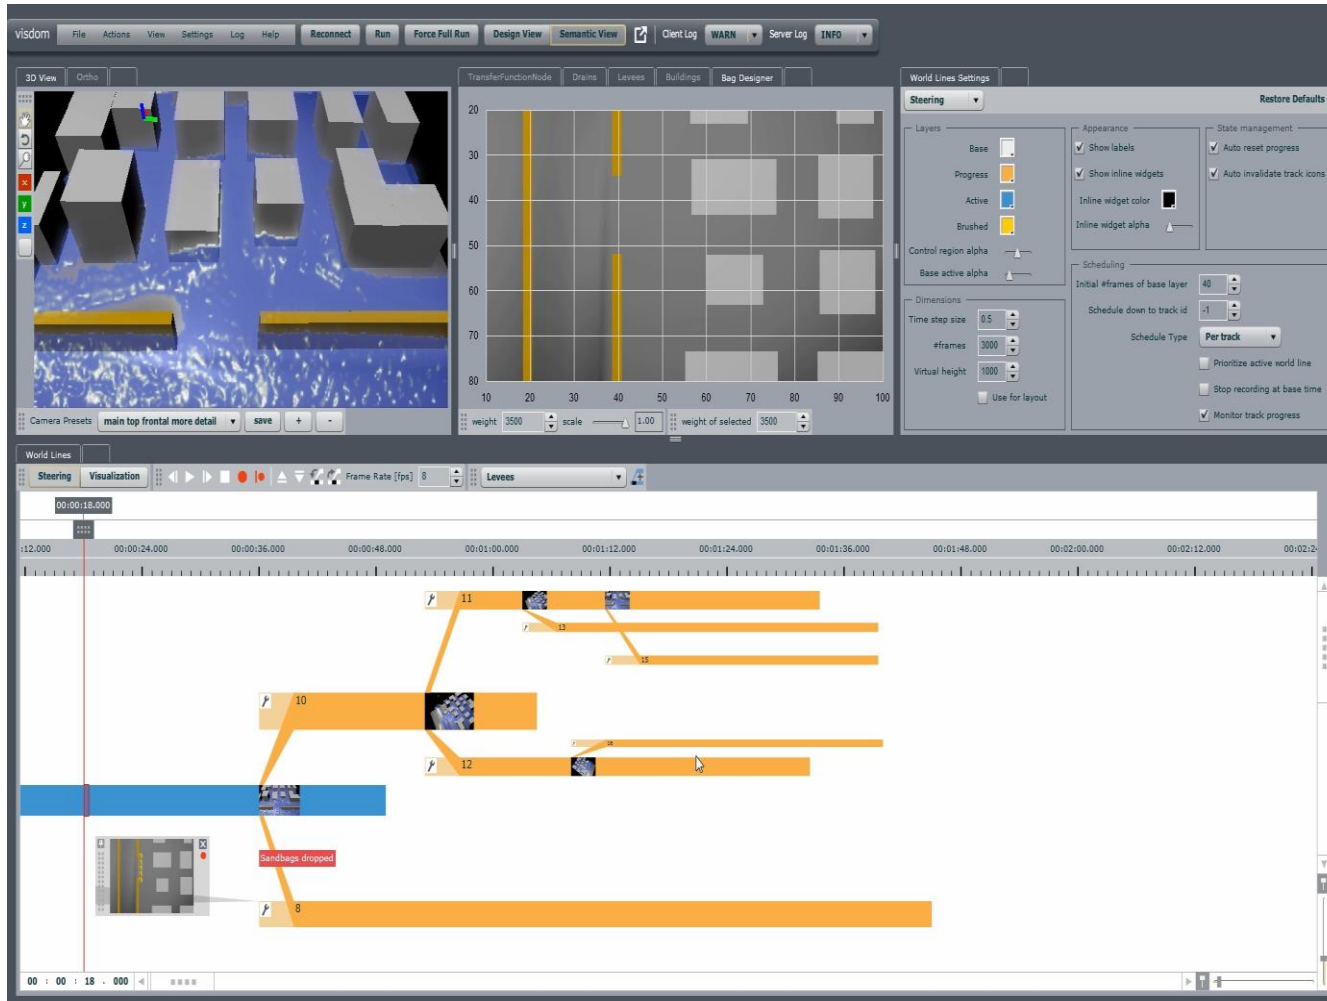 visdom File Actions View Settings Log Help Reconnect Run Force Full Run Design View Semantic View Client Log WARN Server Log INFO
3D View Ortho
TransferFunctionNode Drains Levees Buildings Bag Designer
World Lines Settings
Steering Restore Defaults
Layers
Base
Progress
Active
Brushed
Control region alpha
Base active alpha
Appearance
Show labels
Show inline widgets
Inline widget color
Inline widget alpha
State management
Auto reset progress
Auto invalidate track icons
Dimensions
Time step size 0.5
#frames 3000
Virtual height 1000
Use for layout
Scheduling
Initial #frames of base layer 40
Schedule down to track id -1
Schedule Type Per track
Prioritize active world line
Stop recording at base time
Monitor track progress
x
y
z
20
30
40
50
60
70
80
10 20 30 40 50 60 70 80 90 100
Camera Presets main top frontal more detail save + -
weight 3500 scale 1.00 weight of selected 3500
World Lines
Steering Visualization Frame Rate [fps] 8 Levees
00:00:18.000
:12.000 00:00:24.000 00:00:36.000 00:00:48.000 00:01:00.000 00:01:12.000 00:01:24.000 00:01:36.000 00:01:48.000 00:02:00.000 00:02:12.000 00:02:2
11
13
15
10
16
12
X
Sandbags dropped
8
00 : 00 : 18 . 000